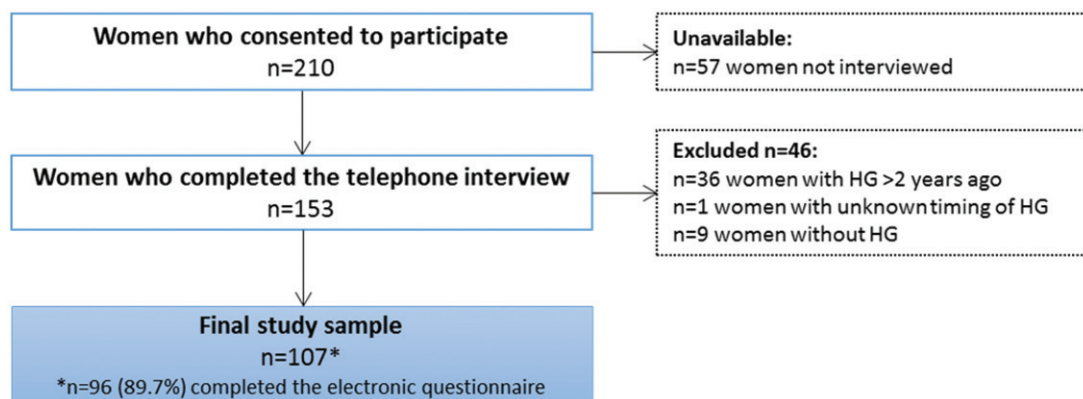 Women who consented to participate
n=210
Unavailable:
n=57 women not interviewed
Women who completed the telephone interview
n=153
Excluded n=46:
n=36 women with HG >2 years ago
n=1 women with unknown timing of HG
n=9 women without HG
Final study sample
n=107*
*n=96 (89.7%) completed the electronic questionnaire